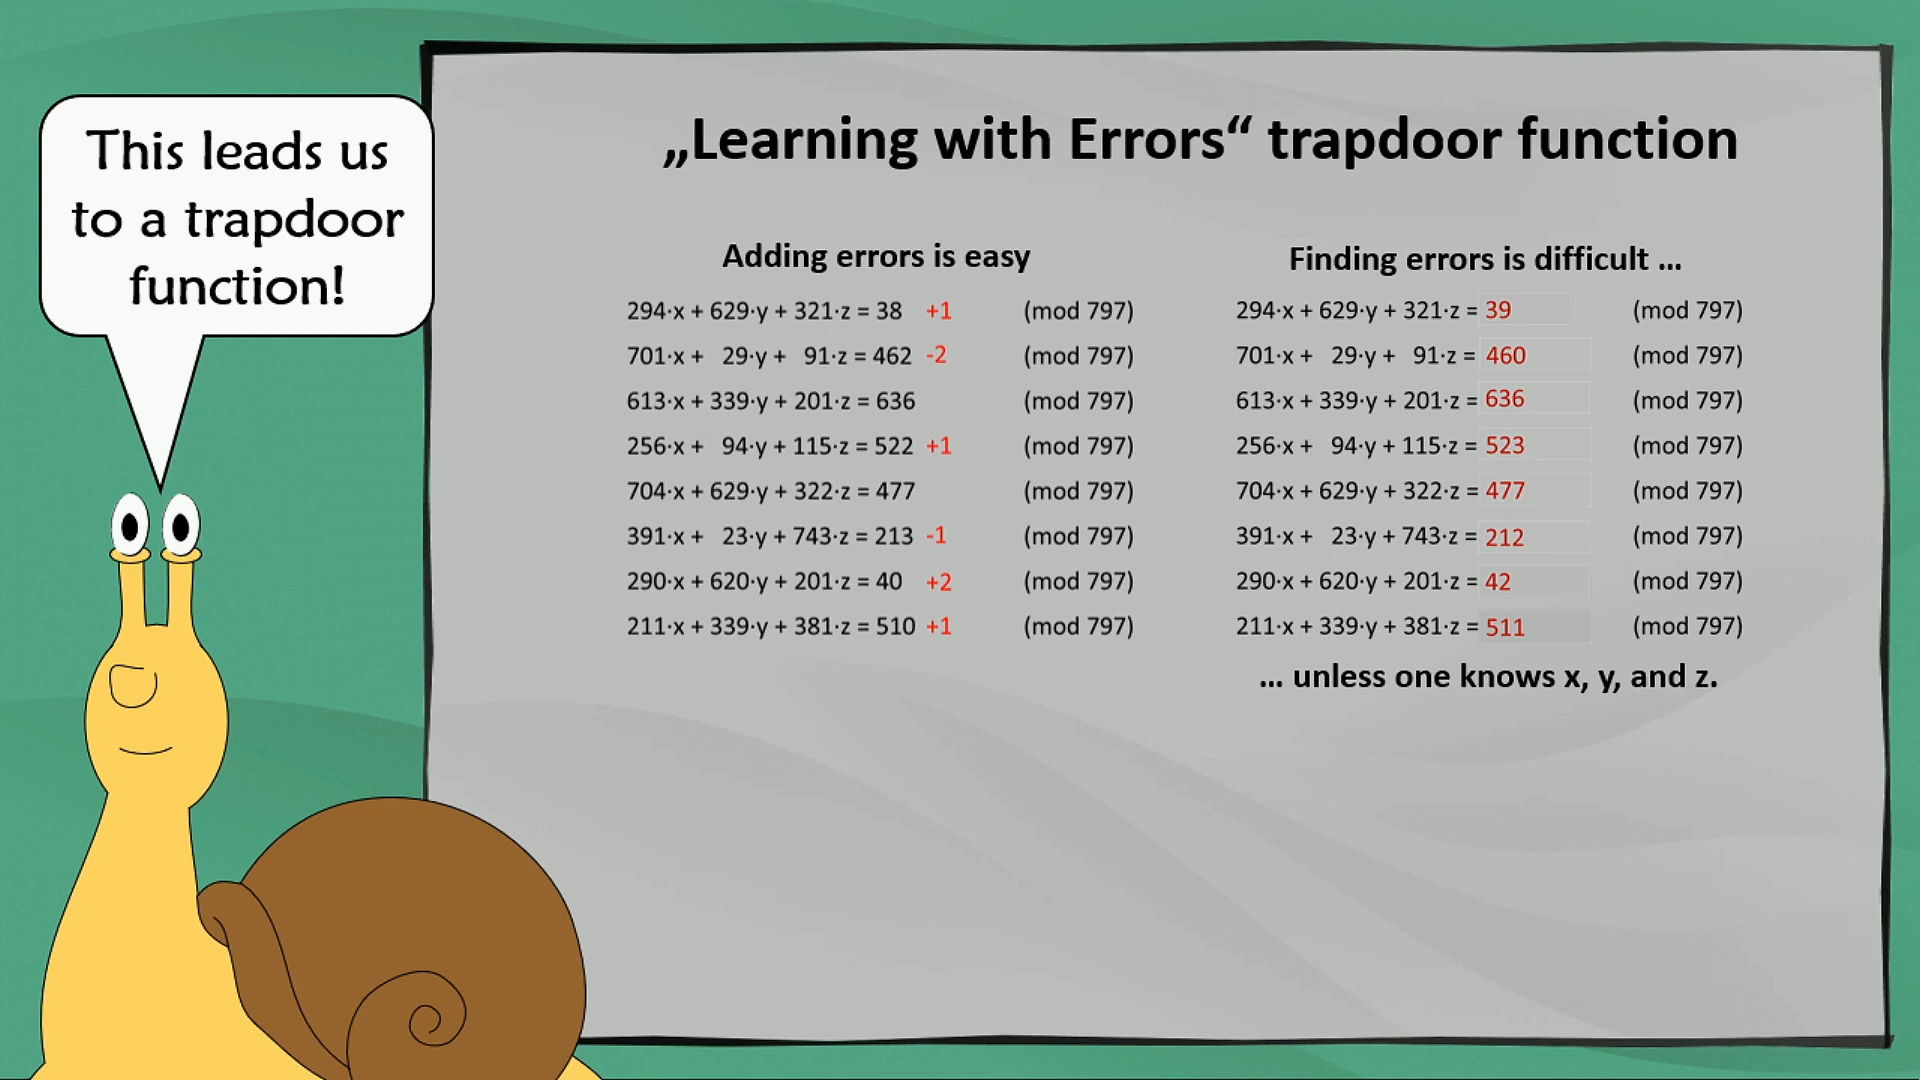 This leads us
to a trapdoor
function!
„Learning with Errors“ trapdoor function
Adding errors is easy
294·x + 629·y + 321·z = 38 +1 (mod 797)
701·x + 29·y + 91·z = 462 -2 (mod 797)
613·x + 339·y + 201·z = 636 (mod 797)
256·x + 94·y + 115·z = 522 +1 (mod 797)
704·x + 629·y + 322·z = 477 (mod 797)
391·x + 23·y + 743·z = 213 -1 (mod 797)
290·x + 620·y + 201·z = 40 +2 (mod 797)
211·x + 339·y + 381·z = 510 +1 (mod 797)
Finding errors is difficult ...
294·x + 629·y + 321·z = 39 (mod 797)
701·x + 29·y + 91·z = 460 (mod 797)
613·x + 339·y + 201·z = 636 (mod 797)
256·x + 94·y + 115·z = 523 (mod 797)
704·x + 629·y + 322·z = 477 (mod 797)
391·x + 23·y + 743·z = 212 (mod 797)
290·x + 620·y + 201·z = 42 (mod 797)
211·x + 339·y + 381·z = 511 (mod 797)
... unless one knows x, y, and z.